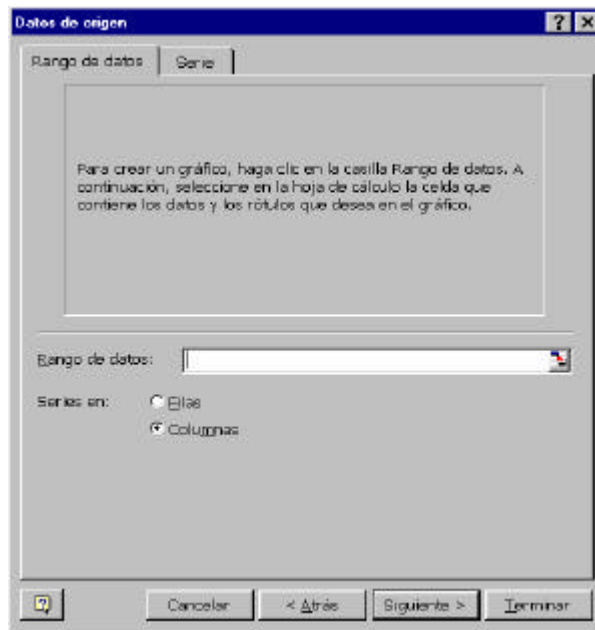 Datos de origen
Rango de datos Serie
Para crear un gráfico, haga clic en la casilla Rango de datos. A
continuación, seleccione en la hoja de cálculo la celda que
contiene los datos y los rótulos que desea en el gráfico.
Rango de datos:
Series en: Filas
Columnas
Cancelar < Atrás Siguiente > Terminar